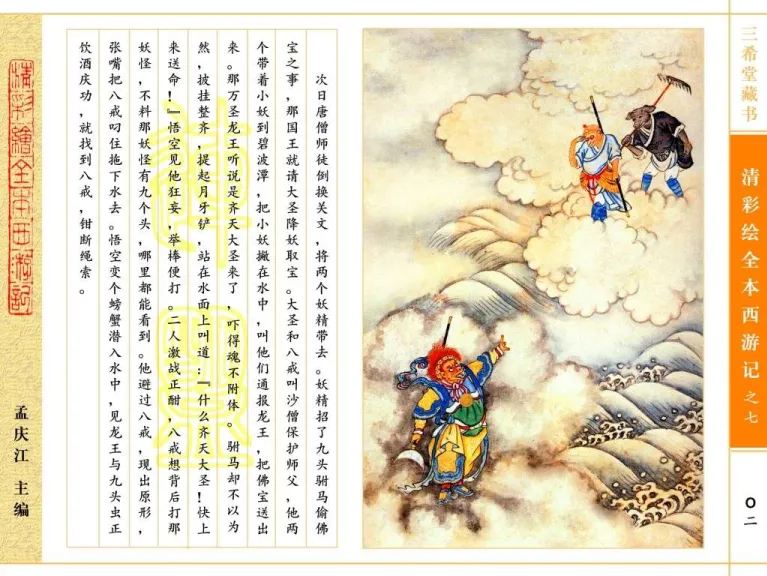 三希堂藏书
清彩绘全本西游记之七
〇二
次日唐僧师徒倒换关文，将两个妖精带去。妖精招了九头驸马偷佛
宝之事，那国王就请大圣降妖取宝。大圣和八戒叫沙僧保护师父，他两
个带着小妖到碧波潭，把小妖撇在水中，叫他们通报龙王，把佛宝送出
来。那万圣龙王听说是齐天大圣来了，吓得魂不附体。驸马却不以为
然，披挂整齐，提起月牙铲，站在水面上叫道：『什么齐天大圣！快上
来送命！』悟空见他狂妄，举棒便打。二人激战正酣，八戒想背后打那
妖怪，不料那妖怪有九个头，哪里都能看到。他避过八戒，现出原形，
张嘴把八戒叼住拖下水去。悟空变个螃蟹潜入水中，见龙王与九头虫正
饮酒庆功，就找到八戒，钳断绳索。
清彩绘全本西游记
孟庆江 主编